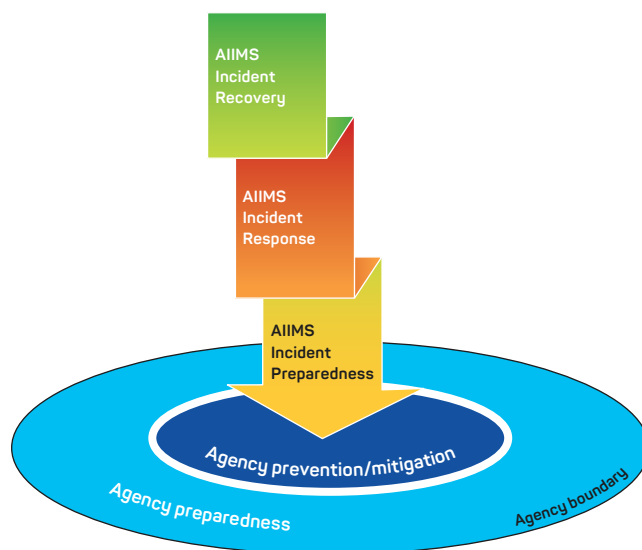 AIIMS
Incident
Recovery
AIIMS
Incident
Response
AIIMS
Incident
Preparedness
Agency prevention/mitigation
Agency preparedness
Agency boundary